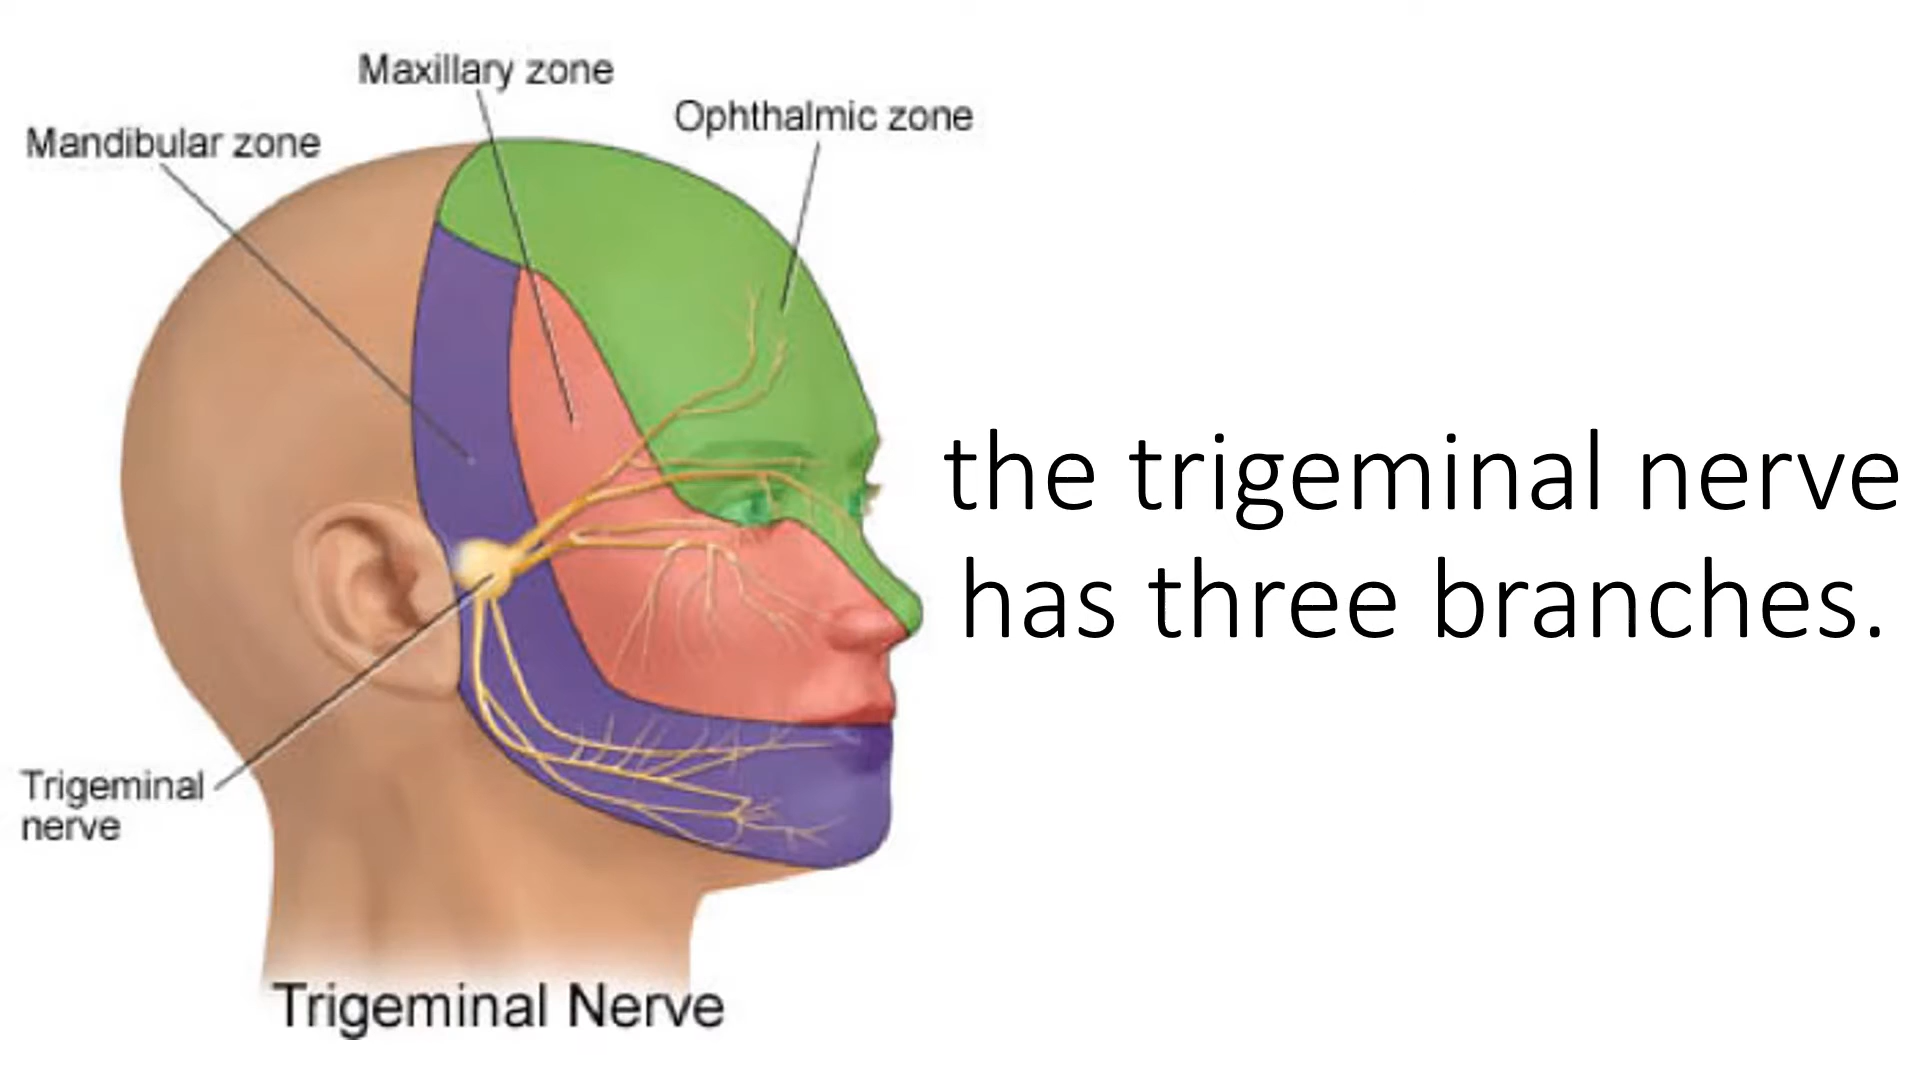 Maxillary zone
Ophthalmic zone
Mandibular zone
the trigeminal nerve
has three branches.
Trigeminal
nerve
Trigeminal Nerve